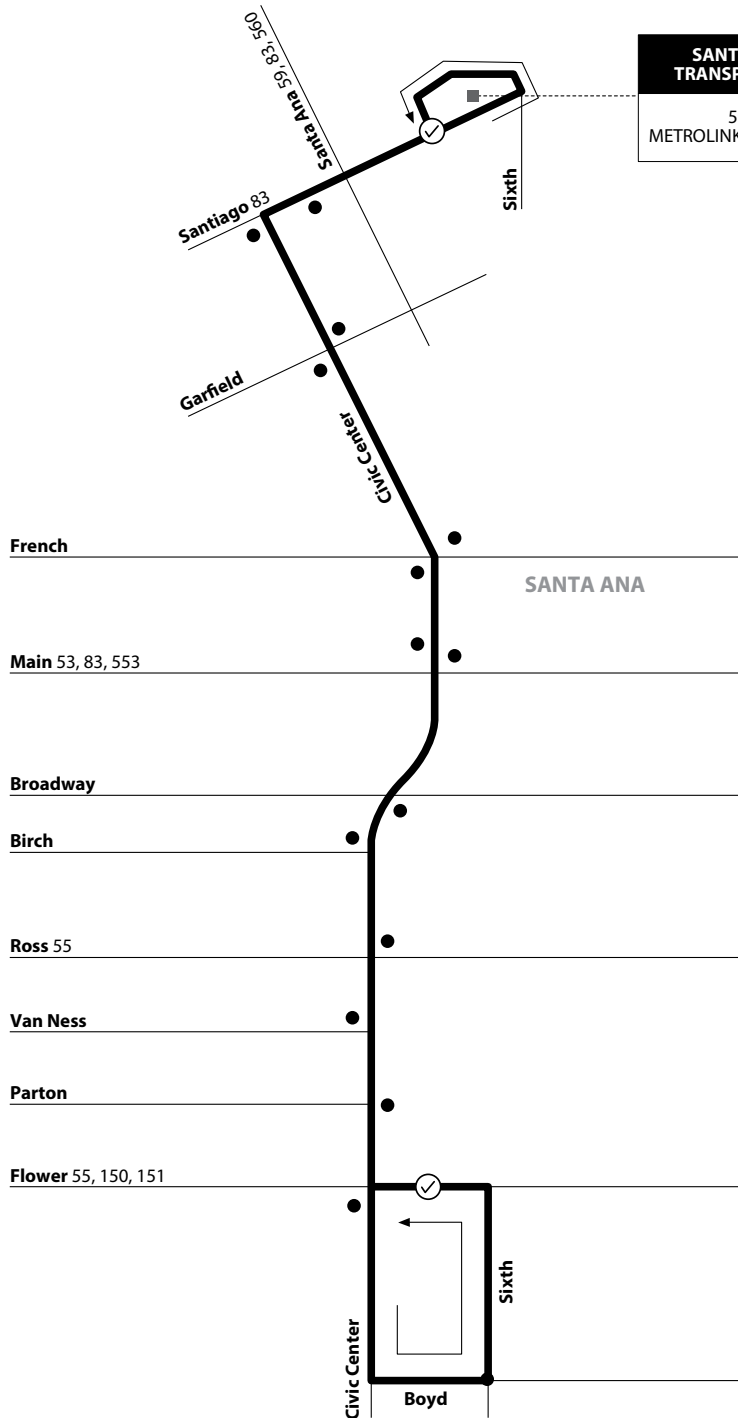 Santa Ana 59, 83, 560
SANT
TRANSP
5
METROLINK
Sixth
Santiago 83
Garfield
Civic Center
French
SANTA ANA
Main 53, 83, 553
Broadway
Birch
Ross 55
Van Ness
Parton
Flower 55, 150, 151
Sixth
Civic Center
Boyd